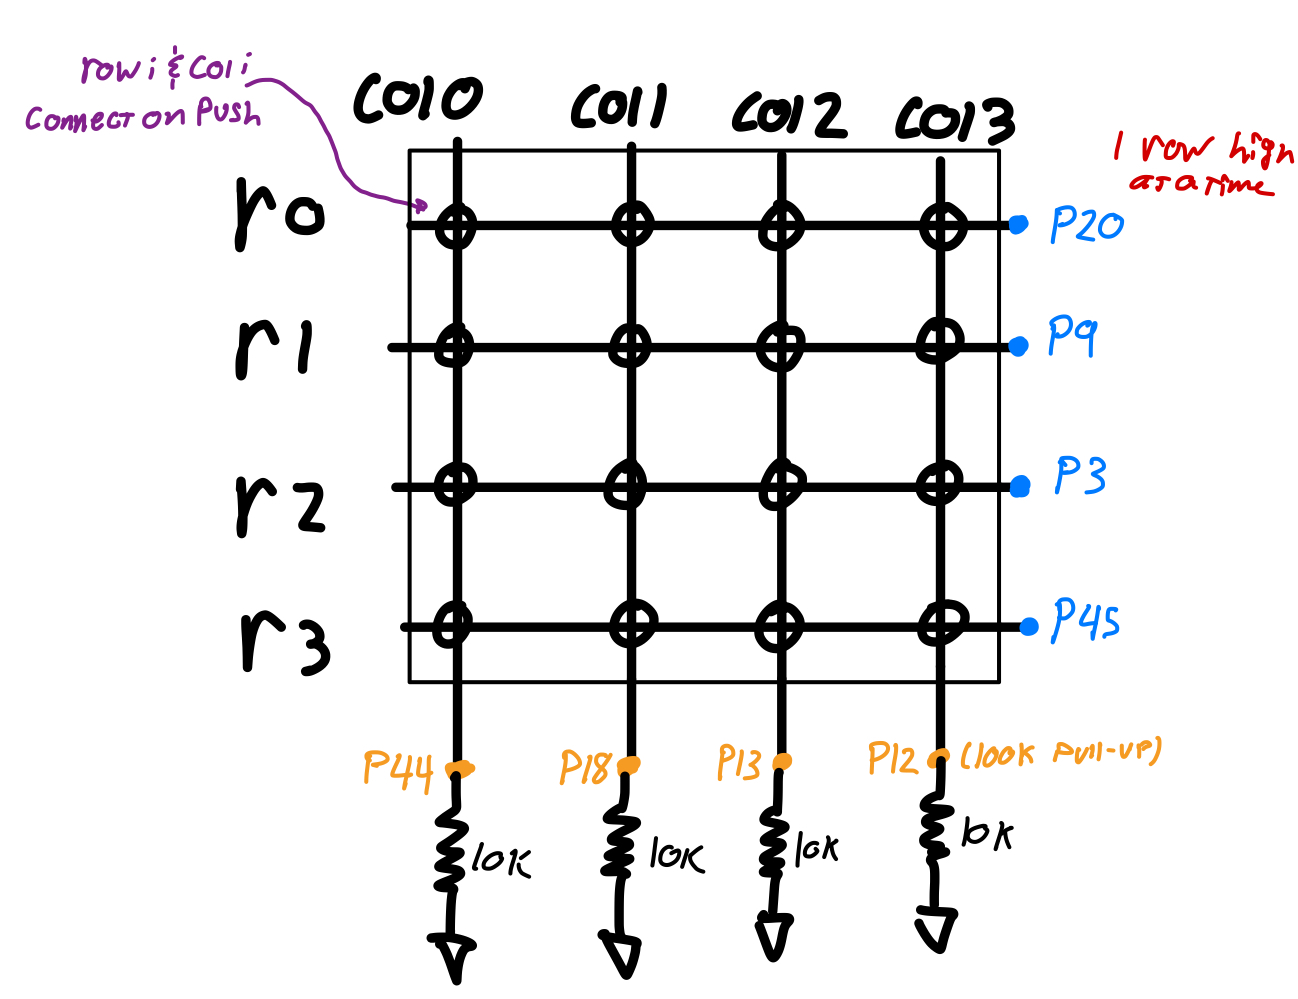 row i & col i
connect on push
col0 col1 col2 col3
1 row high
at a time
r0
P20
r1
P9
r2
P3
r3
P45
P44 P18 P13 P12 (100K pull-up)
10K 10K 10K 10K